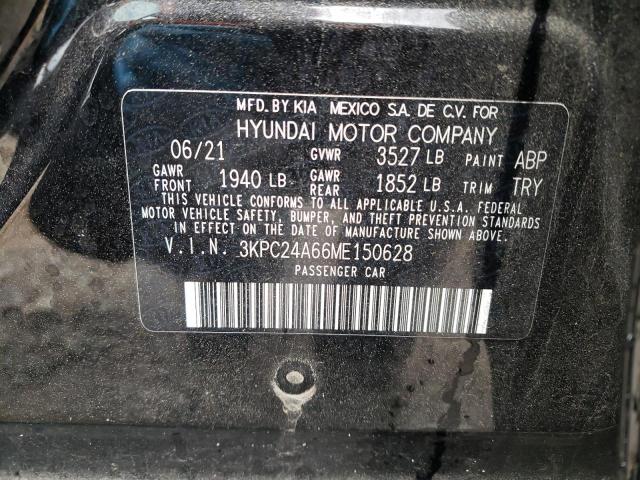 MFD. BY KIA MEXICO S.A. DE C.V. FOR
HYUNDAI MOTOR COMPANY
06/21 GVWR 3527 LB PAINT ABP
GAWR FRONT 1940 LB GAWR REAR 1852 LB TRIM TRY
THIS VEHICLE CONFORMS TO ALL APPLICABLE U.S.A. FEDERAL
MOTOR VEHICLE SAFETY, BUMPER, AND THEFT PREVENTION STANDARDS
IN EFFECT ON THE DATE OF MANUFACTURE SHOWN ABOVE.
V.I.N. 3KPC24A66ME150628
PASSENGER CAR